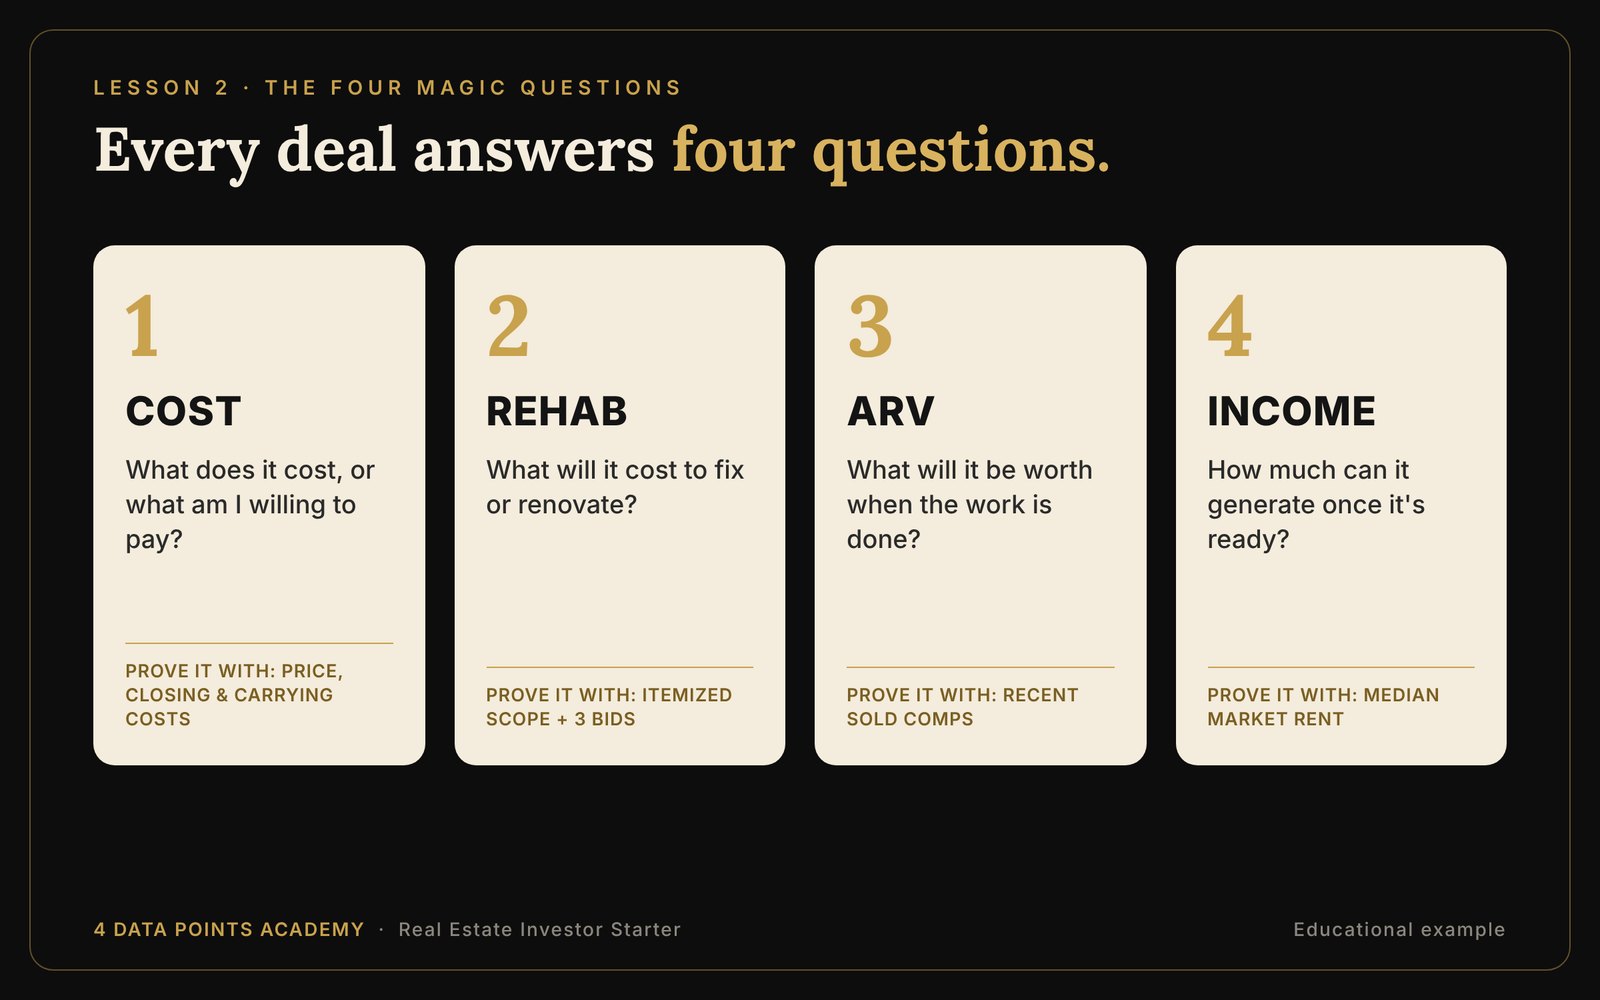 LESSON 2 · THE FOUR MAGIC QUESTIONS
Every deal answers four questions.
1
COST
What does it cost, or
what am I willing to
pay?
PROVE IT WITH: PRICE,
CLOSING & CARRYING
COSTS
2
REHAB
What will it cost to fix
or renovate?
PROVE IT WITH: ITEMIZED
SCOPE + 3 BIDS
3
ARV
What will it be worth
when the work is
done?
PROVE IT WITH: RECENT
SOLD COMPS
4
INCOME
How much can it
generate once it's
ready?
PROVE IT WITH: MEDIAN
MARKET RENT
4 DATA POINTS ACADEMY · Real Estate Investor Starter
Educational example